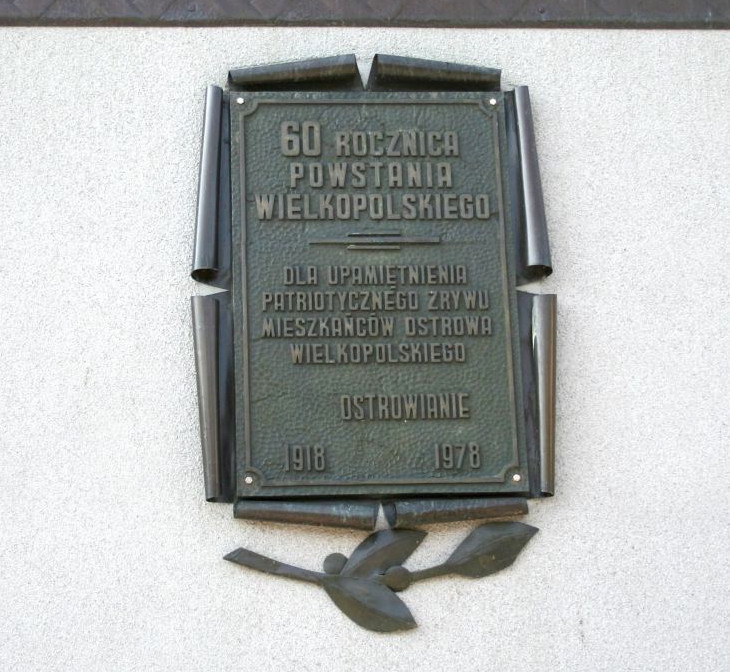 60 ROCZNICA
POWSTANIA
WIELKOPOLSKIEGO
DLA UPAMIĘTNIENIA
PATRIOTYCZNEGO ZRYWU
MIESZKAŃCÓW OSTROWA
WIELKOPOLSKIEGO
OSTROWIANIE
1918 1978